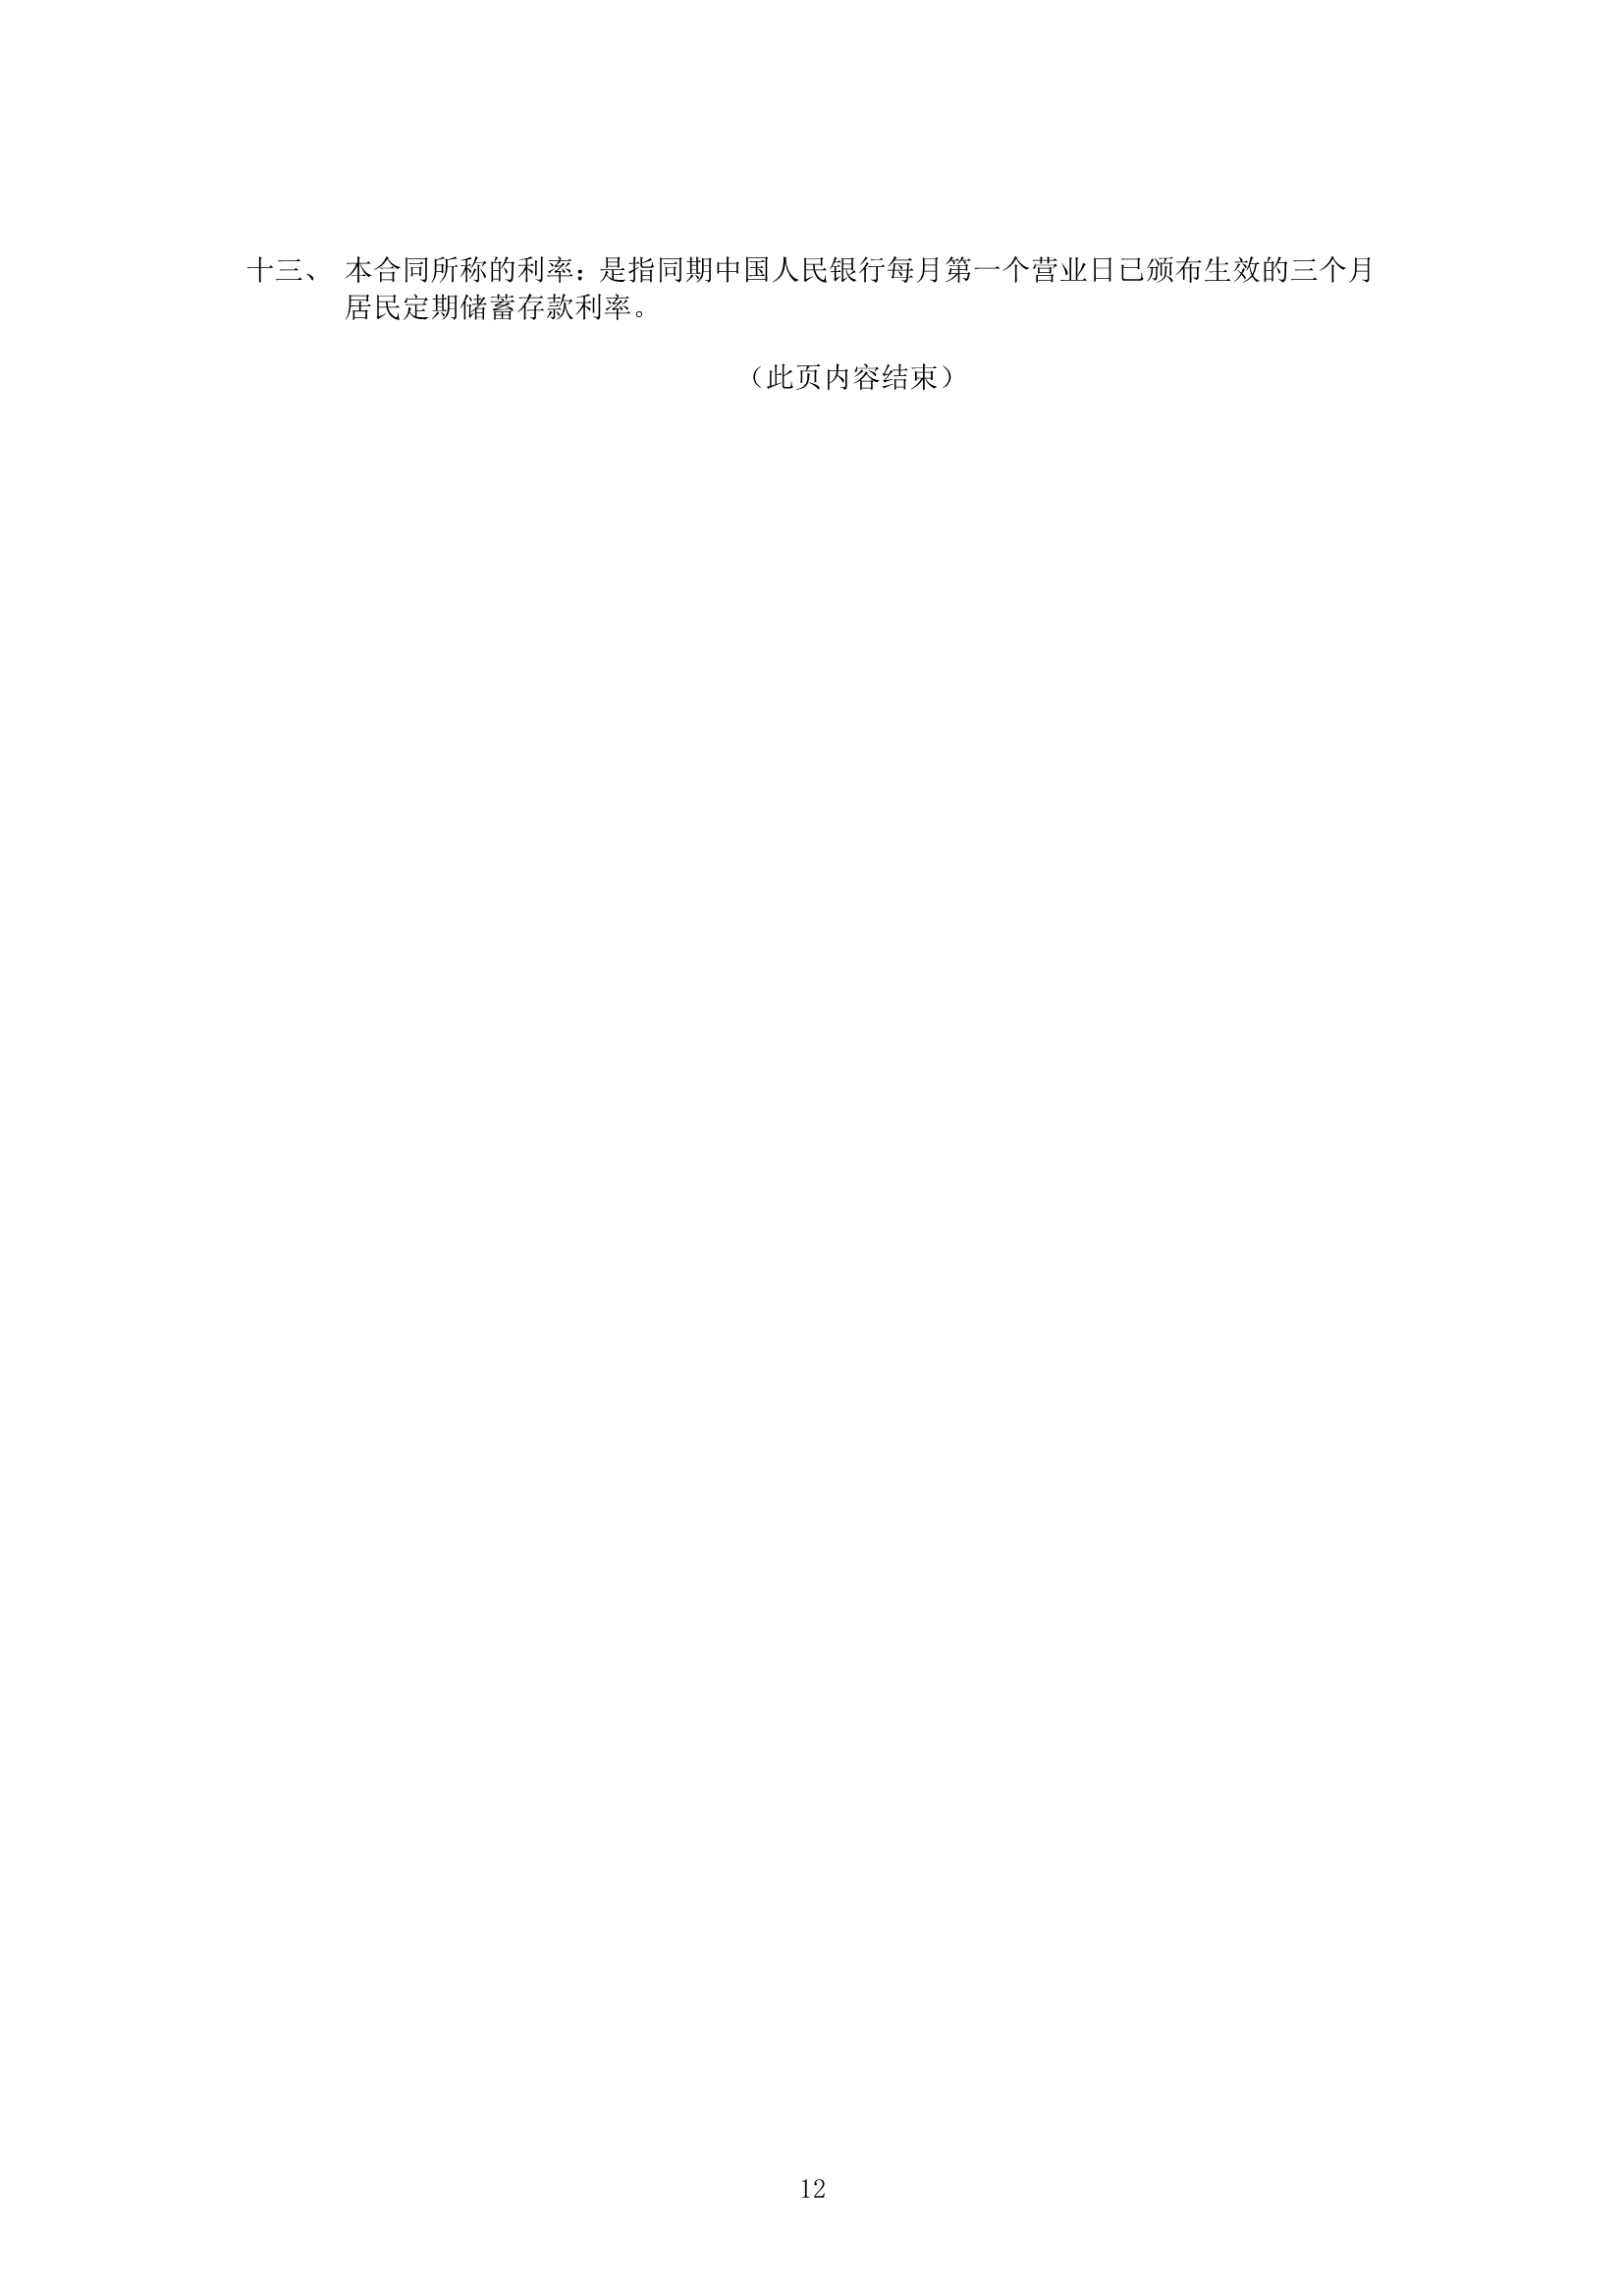 十三、 本合同所称的利率：是指同期中国人民银行每月第一个营业日已颁布生效的三个月
居民定期储蓄存款利率。
（此页内容结束）
12